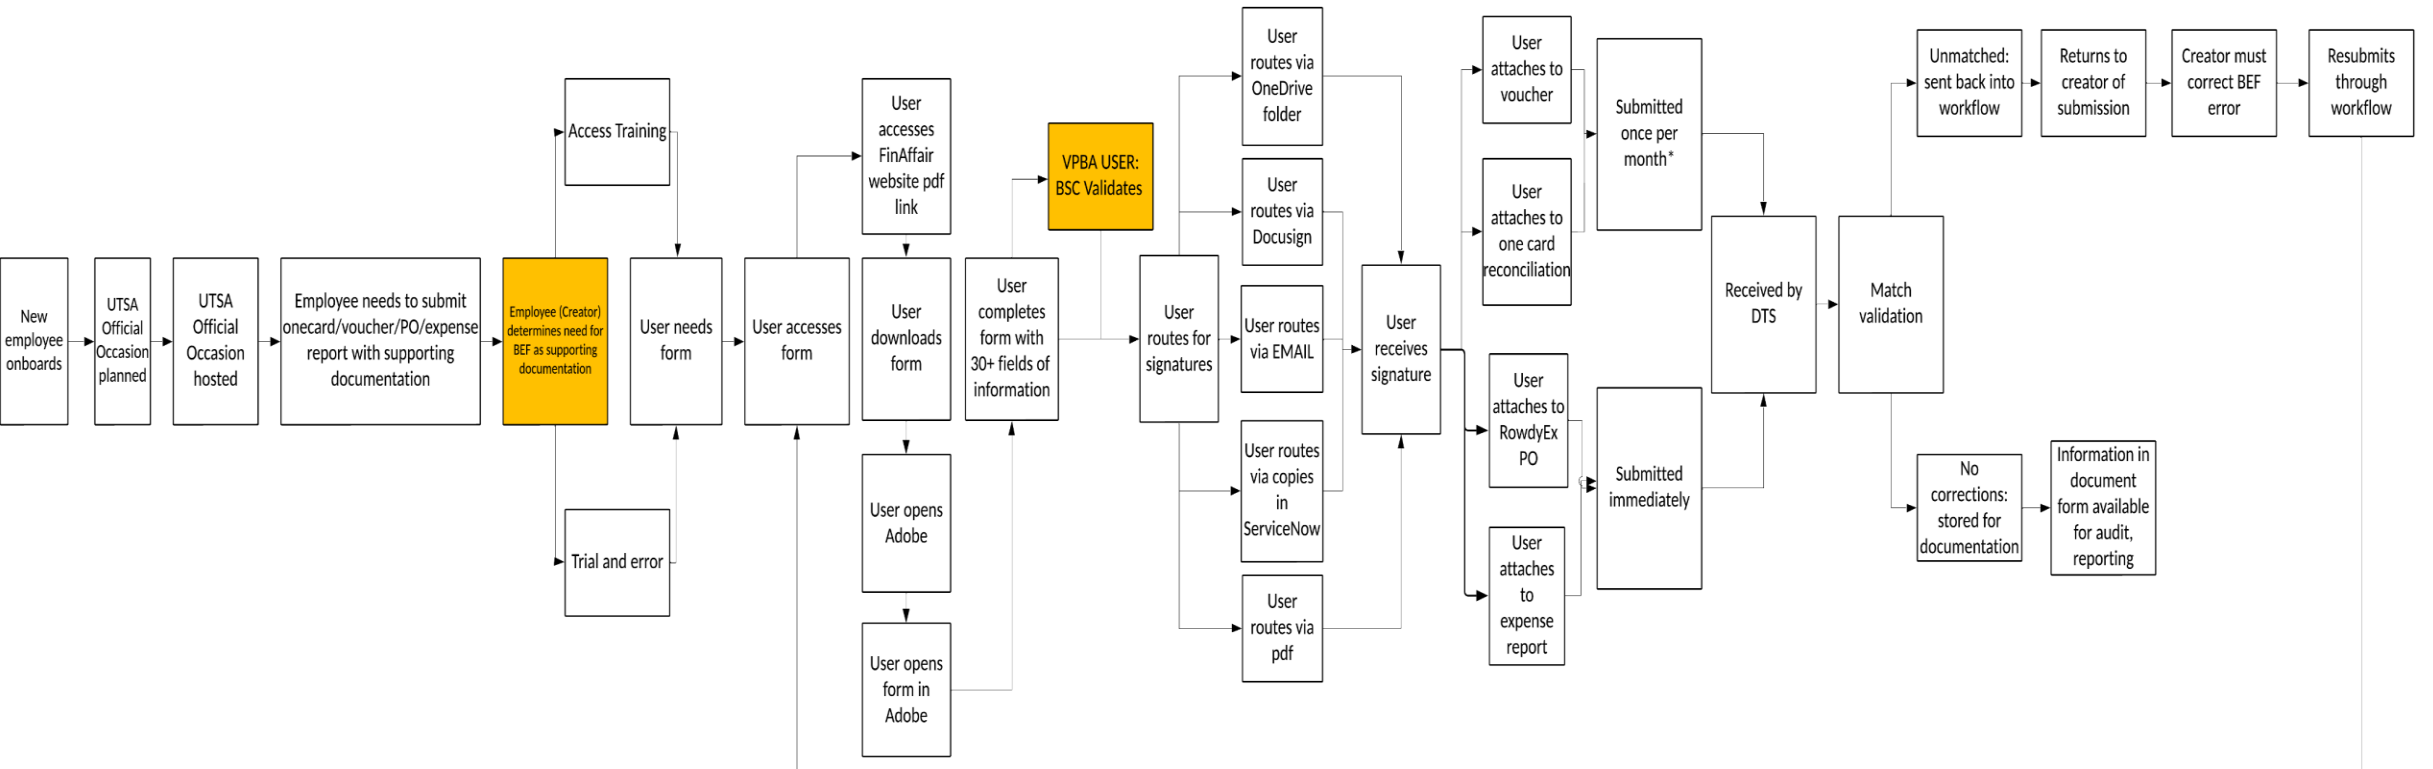 New
employee
onboards
UTSA
Official
Occasion
planned
UTSA
Official
Occasion
hosted
Employee needs to submit
onecard/voucher/PO/expense
report with supporting
documentation
Employee (Creator)
determines need for
BEF as supporting
documentation
Access Training
Trial and error
User needs
form
User accesses
form
User
accesses
FinAffair
website pdf
link
User
downloads
form
User opens
Adobe
User opens
form in
Adobe
User
completes
form with
30+ fields of
information
VPBA USER:
BSC Validates
User
routes for
signatures
User
routes via
OneDrive
folder
User
routes via
Docusign
User routes
via EMAIL
User routes
via copies
in
ServiceNow
User
routes via
pdf
User
receives
signature
User
attaches to
voucher
User
attaches to
one card
reconciliation
User
attaches to
RowdyEx
PO
User
attaches
to
expense
report
Submitted
once per
month*
Submitted
immediately
Received by
DTS
Match
validation
Unmatched:
sent back into
workflow
Returns to
creator of
submission
Creator must
correct BEF
error
Resubmits
through
workflow
No
corrections:
stored for
documentation
Information in
document
form available
for audit,
reporting